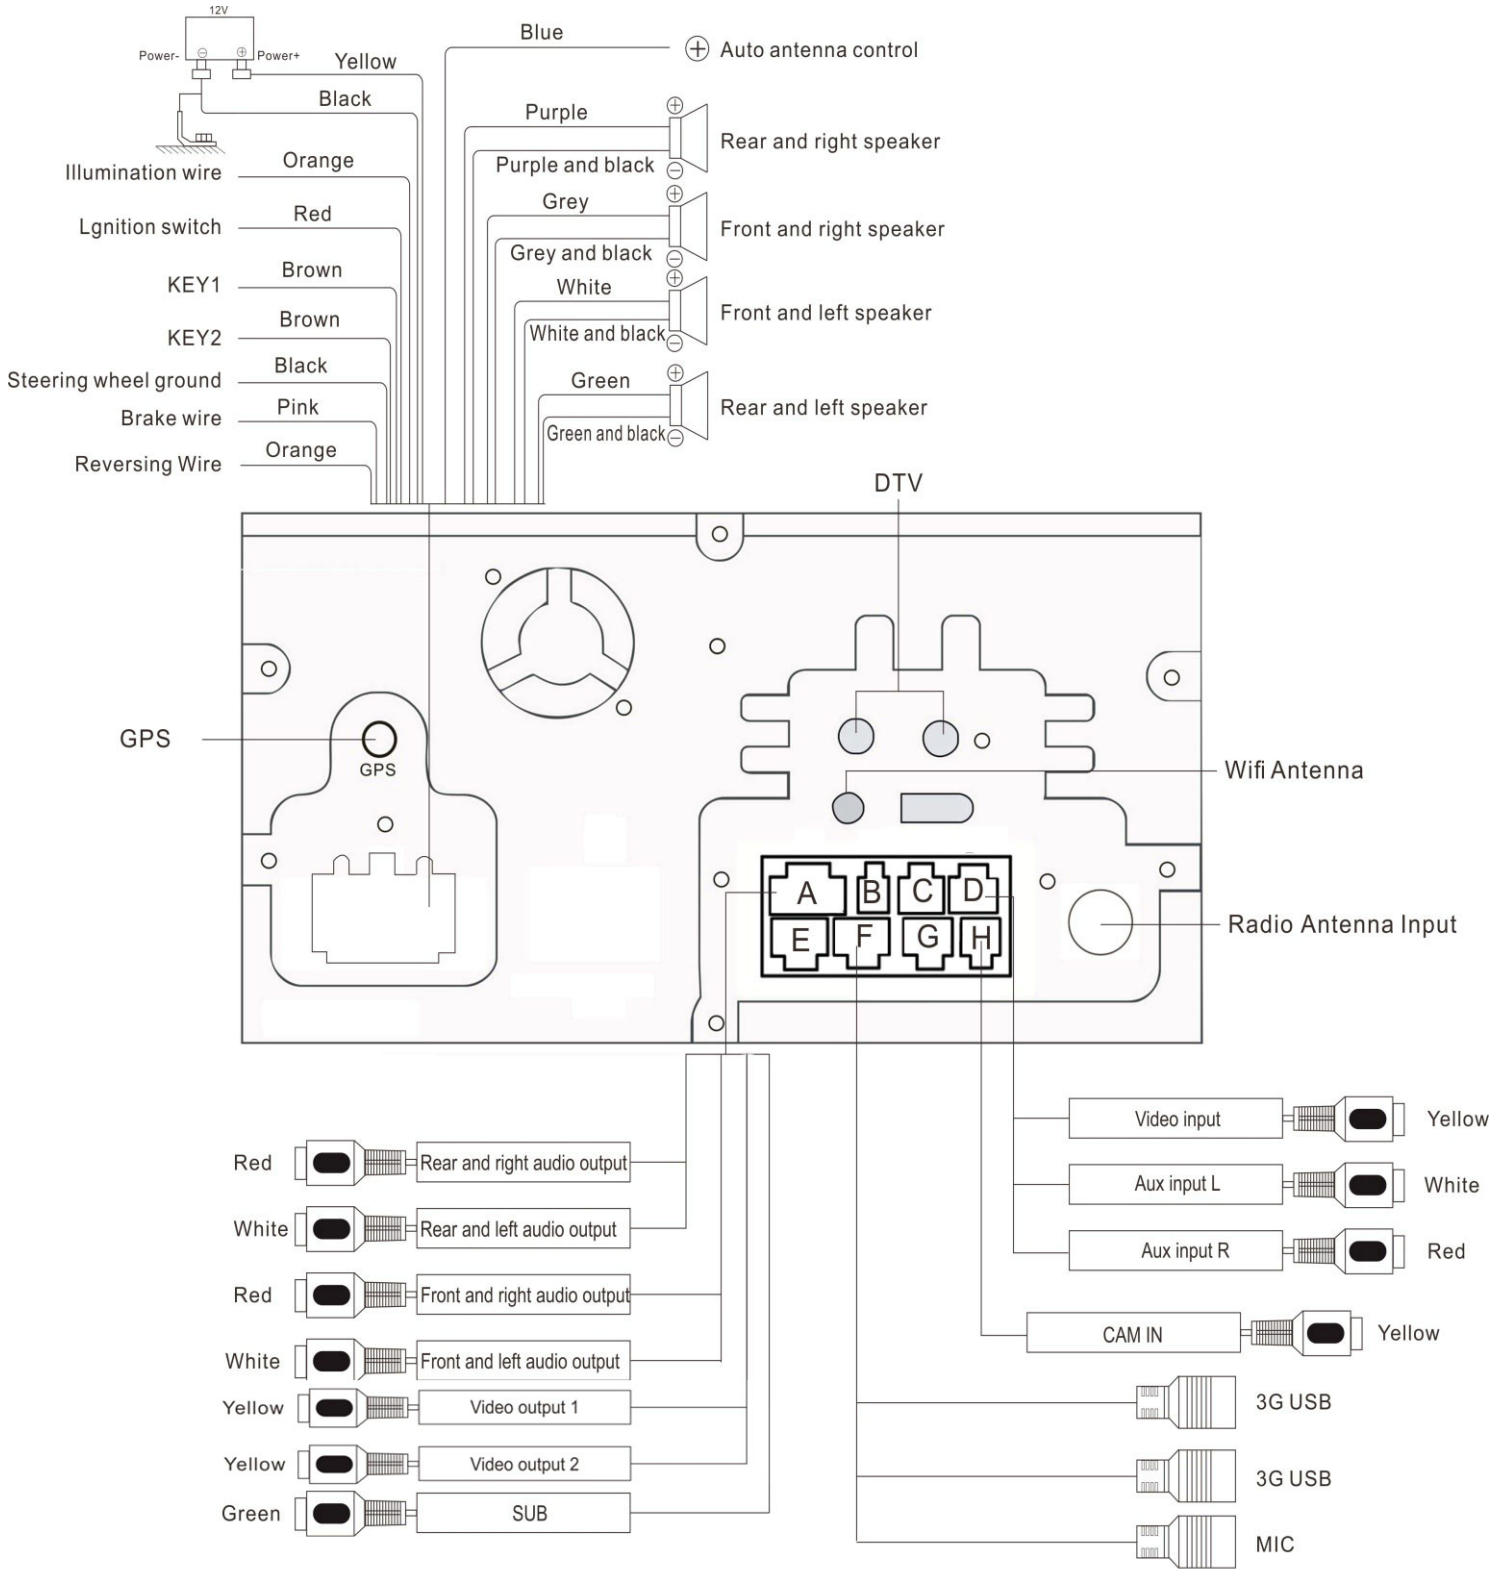 12V
Power-
Power+
Yellow
Black
Illumination wire
Orange
Lgnition switch
Red
KEY1
Brown
KEY2
Brown
Steering wheel ground
Black
Brake wire
Pink
Reversing Wire
Orange
Blue
Auto antenna control
Purple
Purple and black
Rear and right speaker
Grey
Grey and black
Front and right speaker
White
White and black
Front and left speaker
Green
Green and black
Rear and left speaker
DTV
GPS
GPS
Wifi Antenna
A
B
C
D
E
F
G
H
Radio Antenna Input
Red
Rear and right audio output
White
Rear and left audio output
Red
Front and right audio output
White
Front and left audio output
Yellow
Video output 1
Yellow
Video output 2
Green
SUB
Video input
Yellow
Aux input L
White
Aux input R
Red
CAM IN
Yellow
3G USB
3G USB
MIC